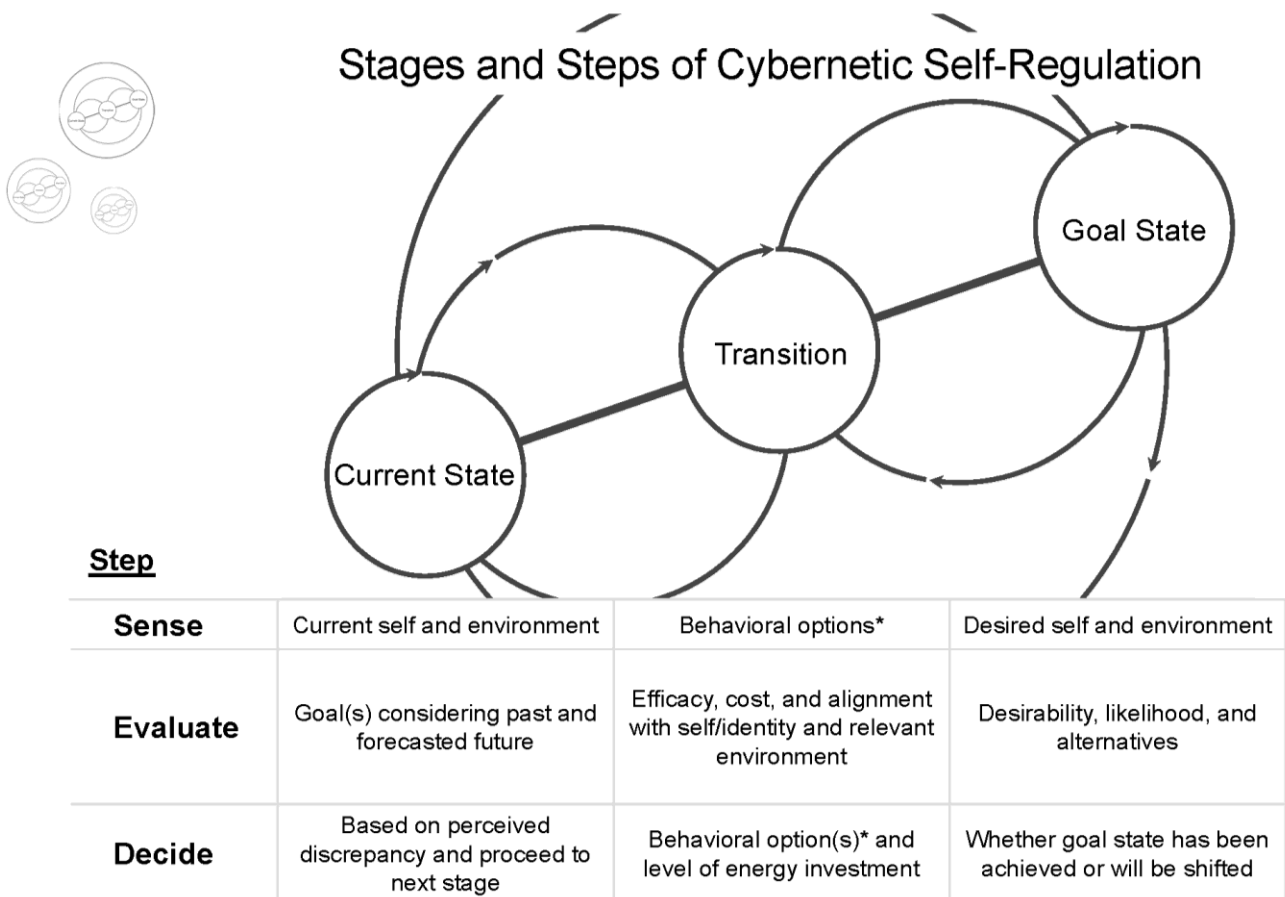 Stages and Steps of Cybernetic Self-Regulation
Goal State
Transition
Current State
Step
Sense
Current self and environment
Behavioral options*
Desired self and environment
Evaluate
Goal(s) considering past and
forecasted future
Efficacy, cost, and alignment
with self/identity and relevant
environment
Desirability, likelihood, and
alternatives
Decide
Based on perceived
discrepancy and proceed to
next stage
Behavioral option(s)* and
level of energy investment
Whether goal state has been
achieved or will be shifted